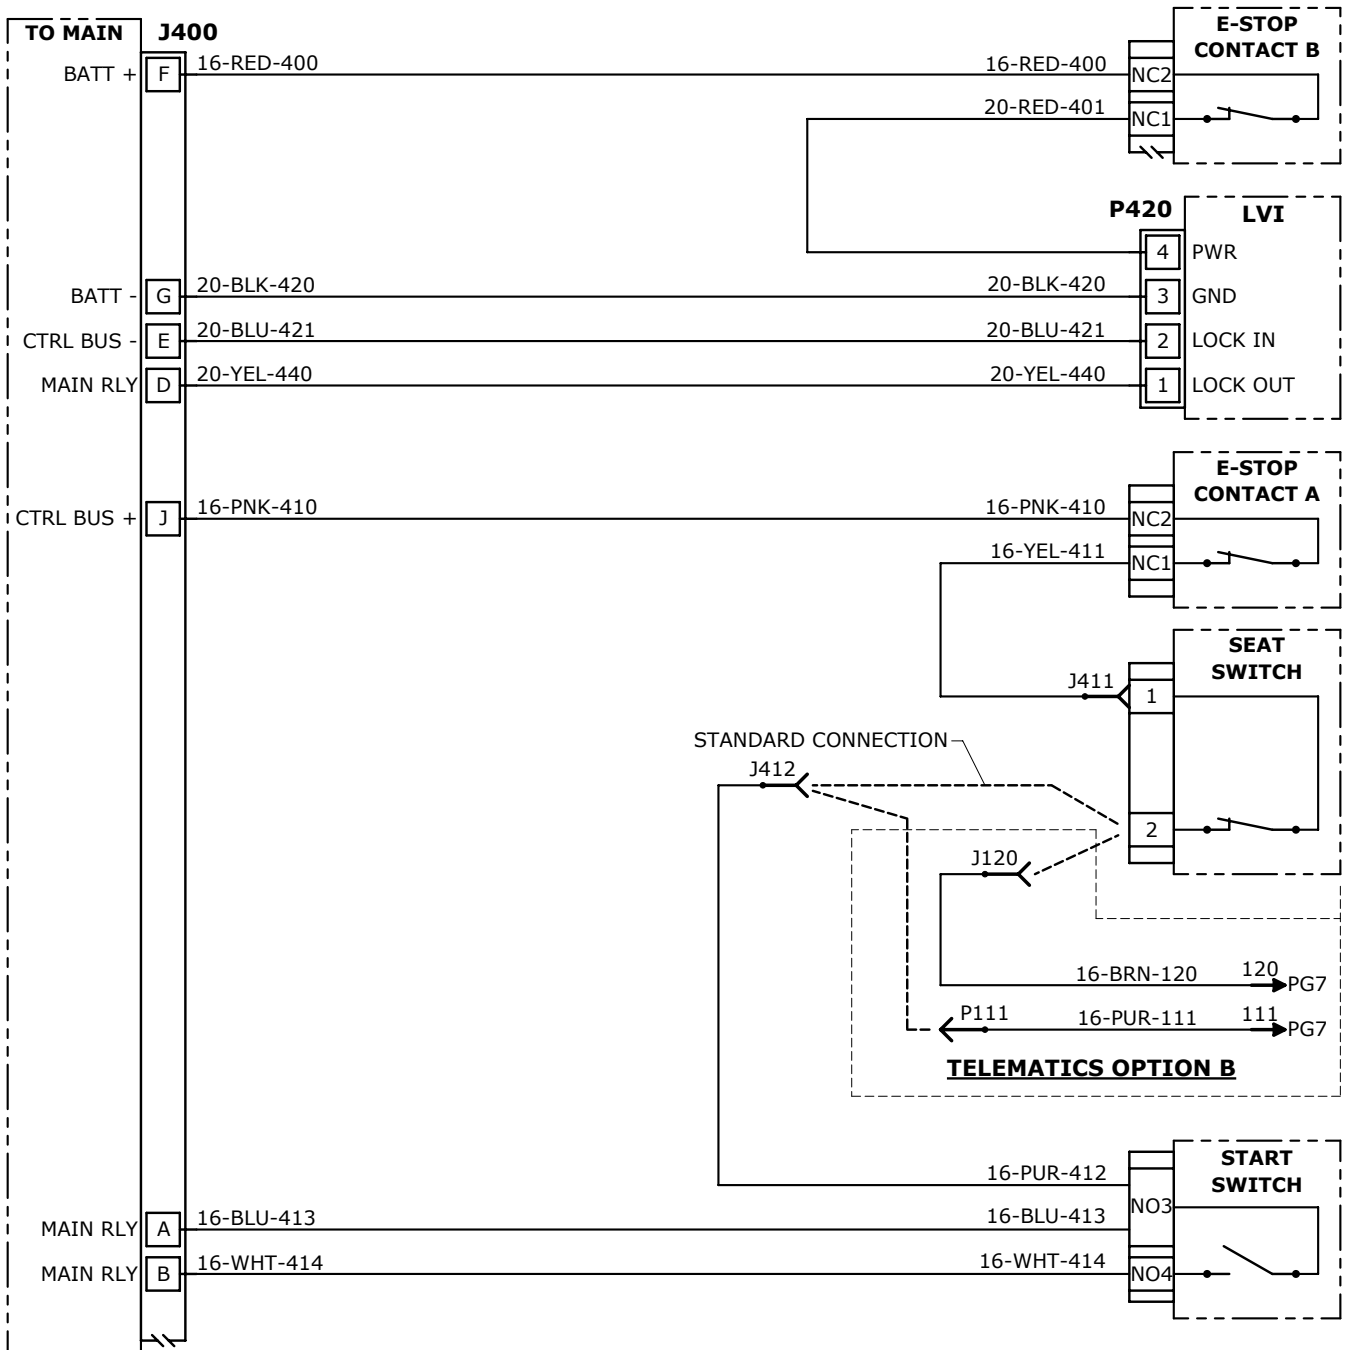 TO MAIN
J400
BATT +
F
16-RED-400
16-RED-400
NC2
E-STOP
CONTACT B
20-RED-401
NC1
P420
LVI
4
PWR
BATT -
G
20-BLK-420
20-BLK-420
3
GND
CTRL BUS -
E
20-BLU-421
20-BLU-421
2
LOCK IN
MAIN RLY
D
20-YEL-440
20-YEL-440
1
LOCK OUT
E-STOP
CONTACT A
CTRL BUS +
J
16-PNK-410
16-PNK-410
NC2
16-YEL-411
NC1
SEAT
SWITCH
J411
1
STANDARD CONNECTION
J412
2
J120
16-BRN-120
120
PG7
P111
16-PUR-111
111
PG7
TELEMATICS OPTION B
START
SWITCH
16-PUR-412
NO3
MAIN RLY
A
16-BLU-413
16-BLU-413
MAIN RLY
B
16-WHT-414
16-WHT-414
NO4